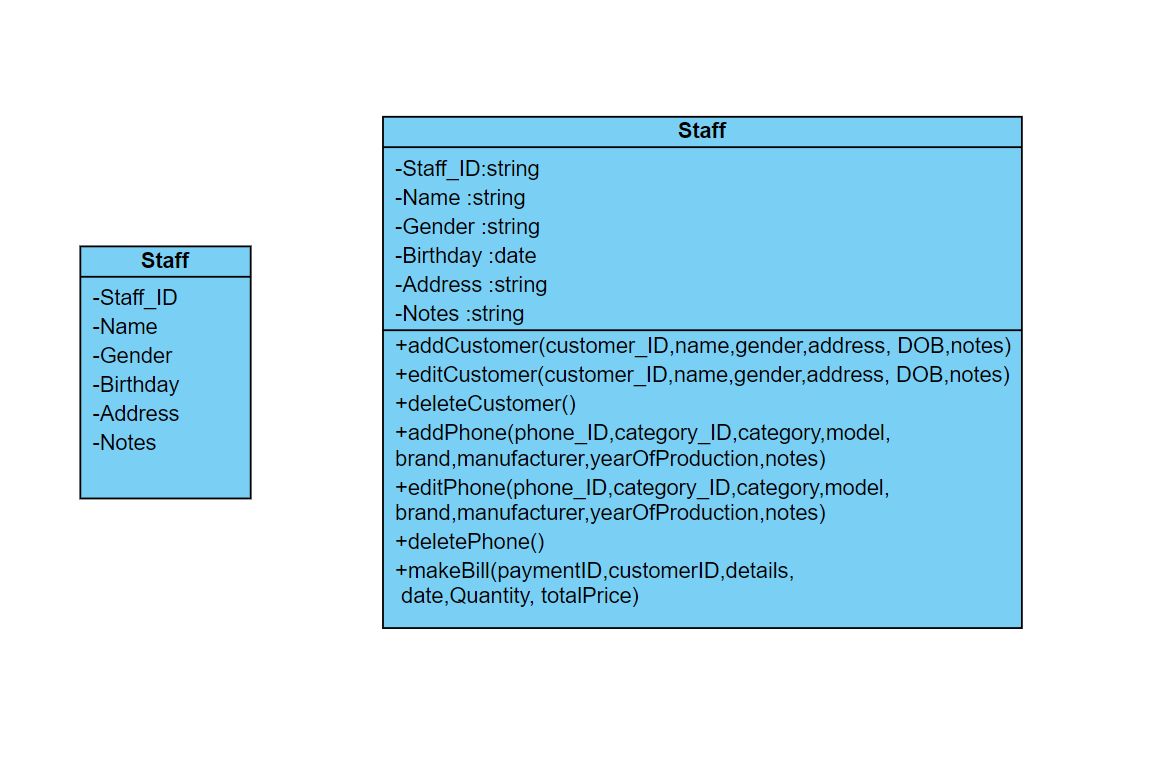 Staff
-Staff_ID
-Name
-Gender
-Birthday
-Address
-Notes
Staff
-Staff_ID:string
-Name :string
-Gender :string
-Birthday :date
-Address :string
-Notes :string
+addCustomer(customer_ID,name,gender,address, DOB,notes)
+editCustomer(customer_ID,name,gender,address, DOB,notes)
+deleteCustomer()
+addPhone(phone_ID,category_ID,category,model,
brand,manufacturer,yearOfProduction,notes)
+editPhone(phone_ID,category_ID,category,model,
brand,manufacturer,yearOfProduction,notes)
+deletePhone()
+makeBill(paymentID,customerID,details,
date,Quantity, totalPrice)